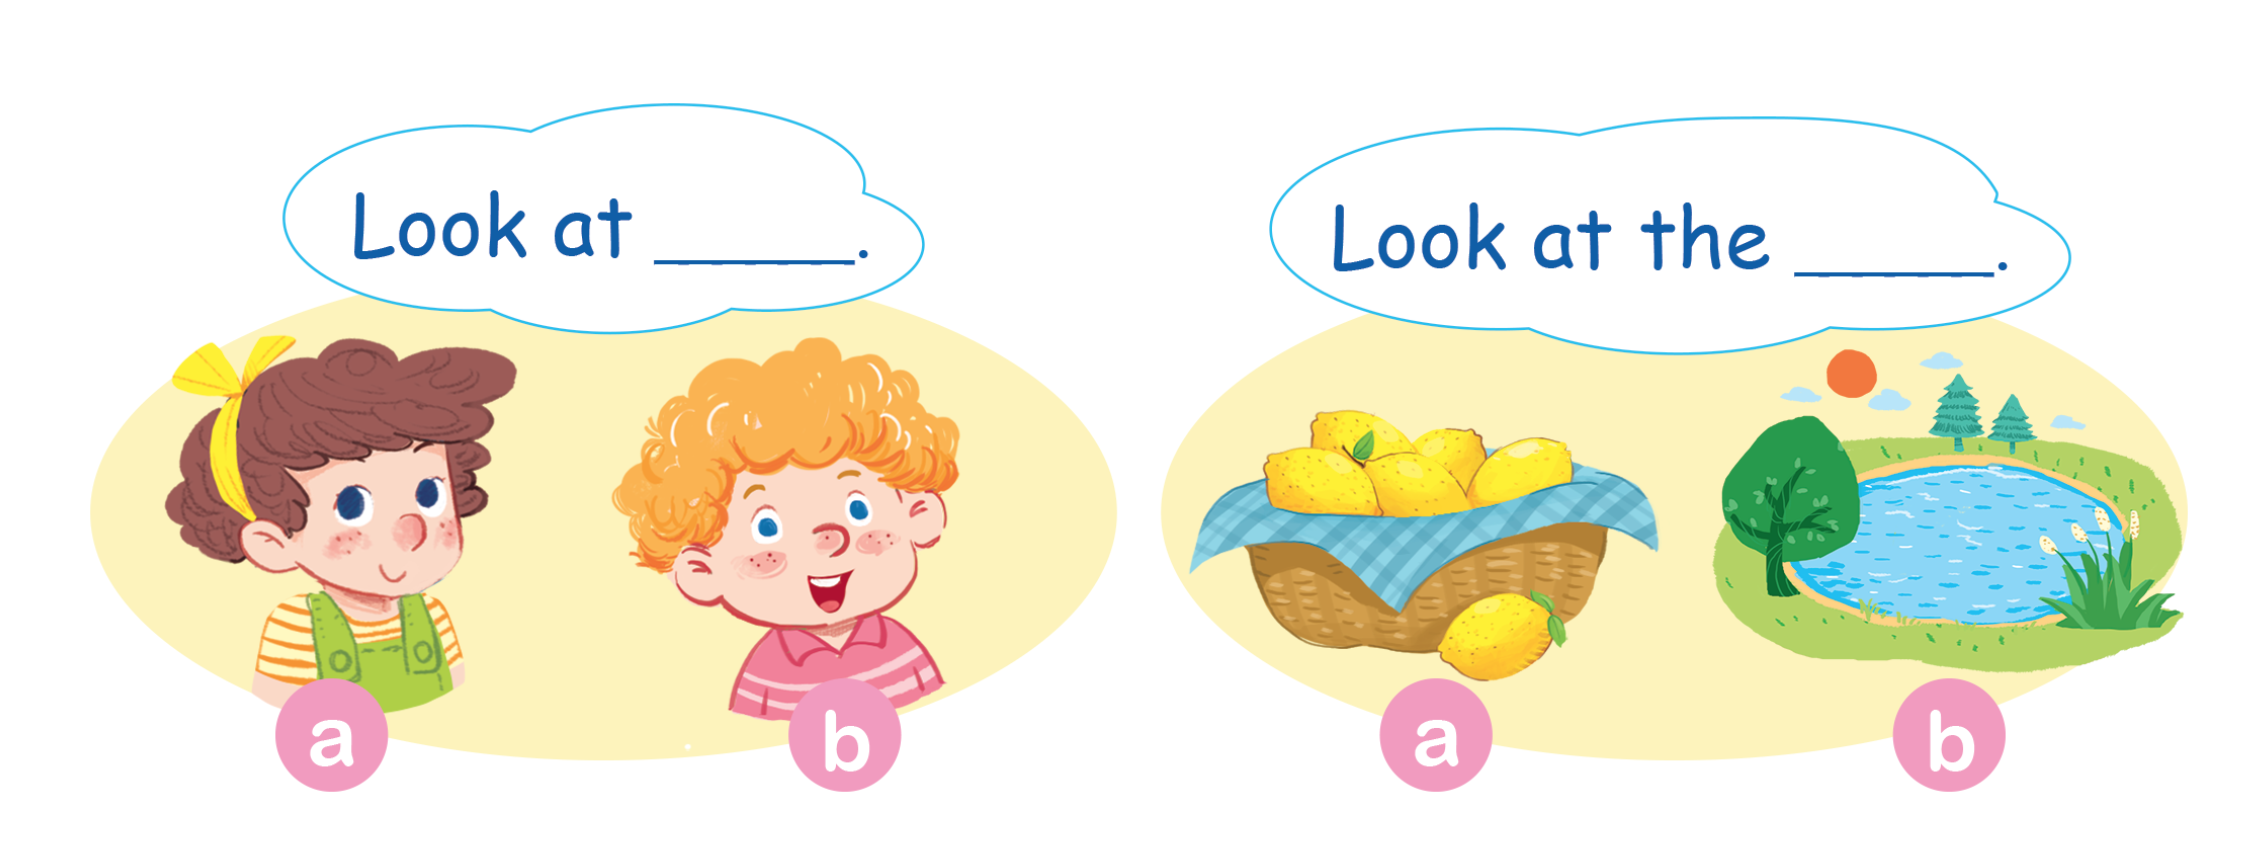 Look at ______.
Look at the ______.
a
b
a
b